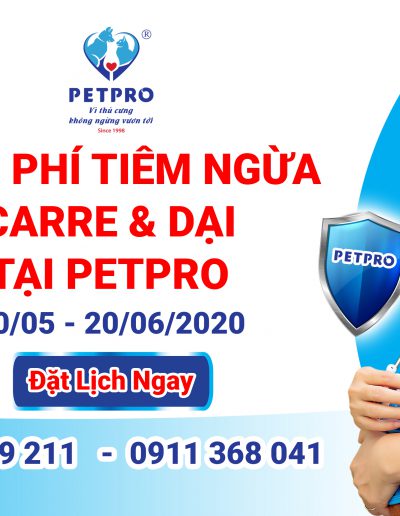 ®
PETPRO
Vì thú cưng
không ngừng vươn tới
Since 1998
PHÍ TIÊM NGỪA
CARRE & DẠI
TẠI PETPRO
0/05 - 20/06/2020
PETPRO
Đặt Lịch Ngay
9 211 - 0911 368 041